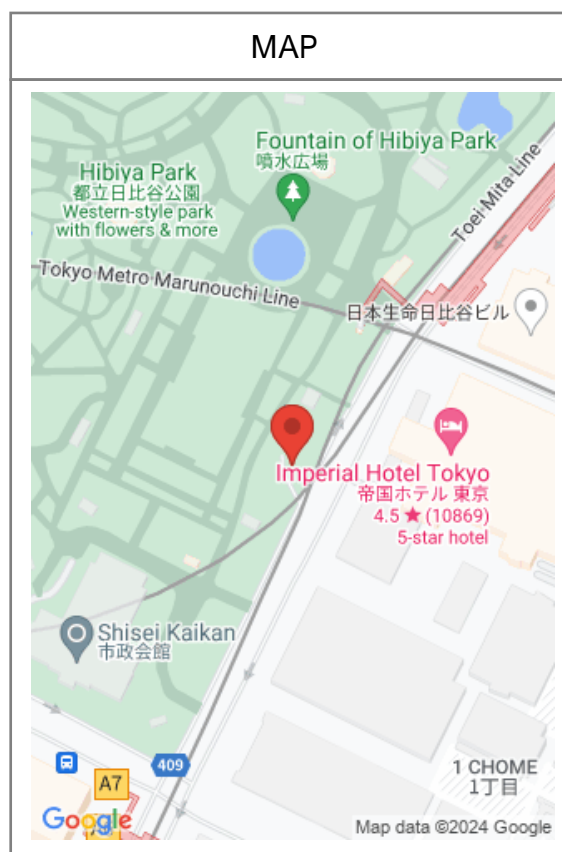 MAP
Fountain of Hibiya Park
噴水広場
Hibiya Park
都立日比谷公園
Western-style park
with flowers & more
Toei Mita Line
Tokyo Metro Marunouchi Line
日本生命日比谷ビル
Imperial Hotel Tokyo
帝国ホテル 東京
4.5 ★ (10869)
5-star hotel
Shisei Kaikan
市政会館
409
A7
1 CHOME
1丁目
Google
Map data ©2024 Google